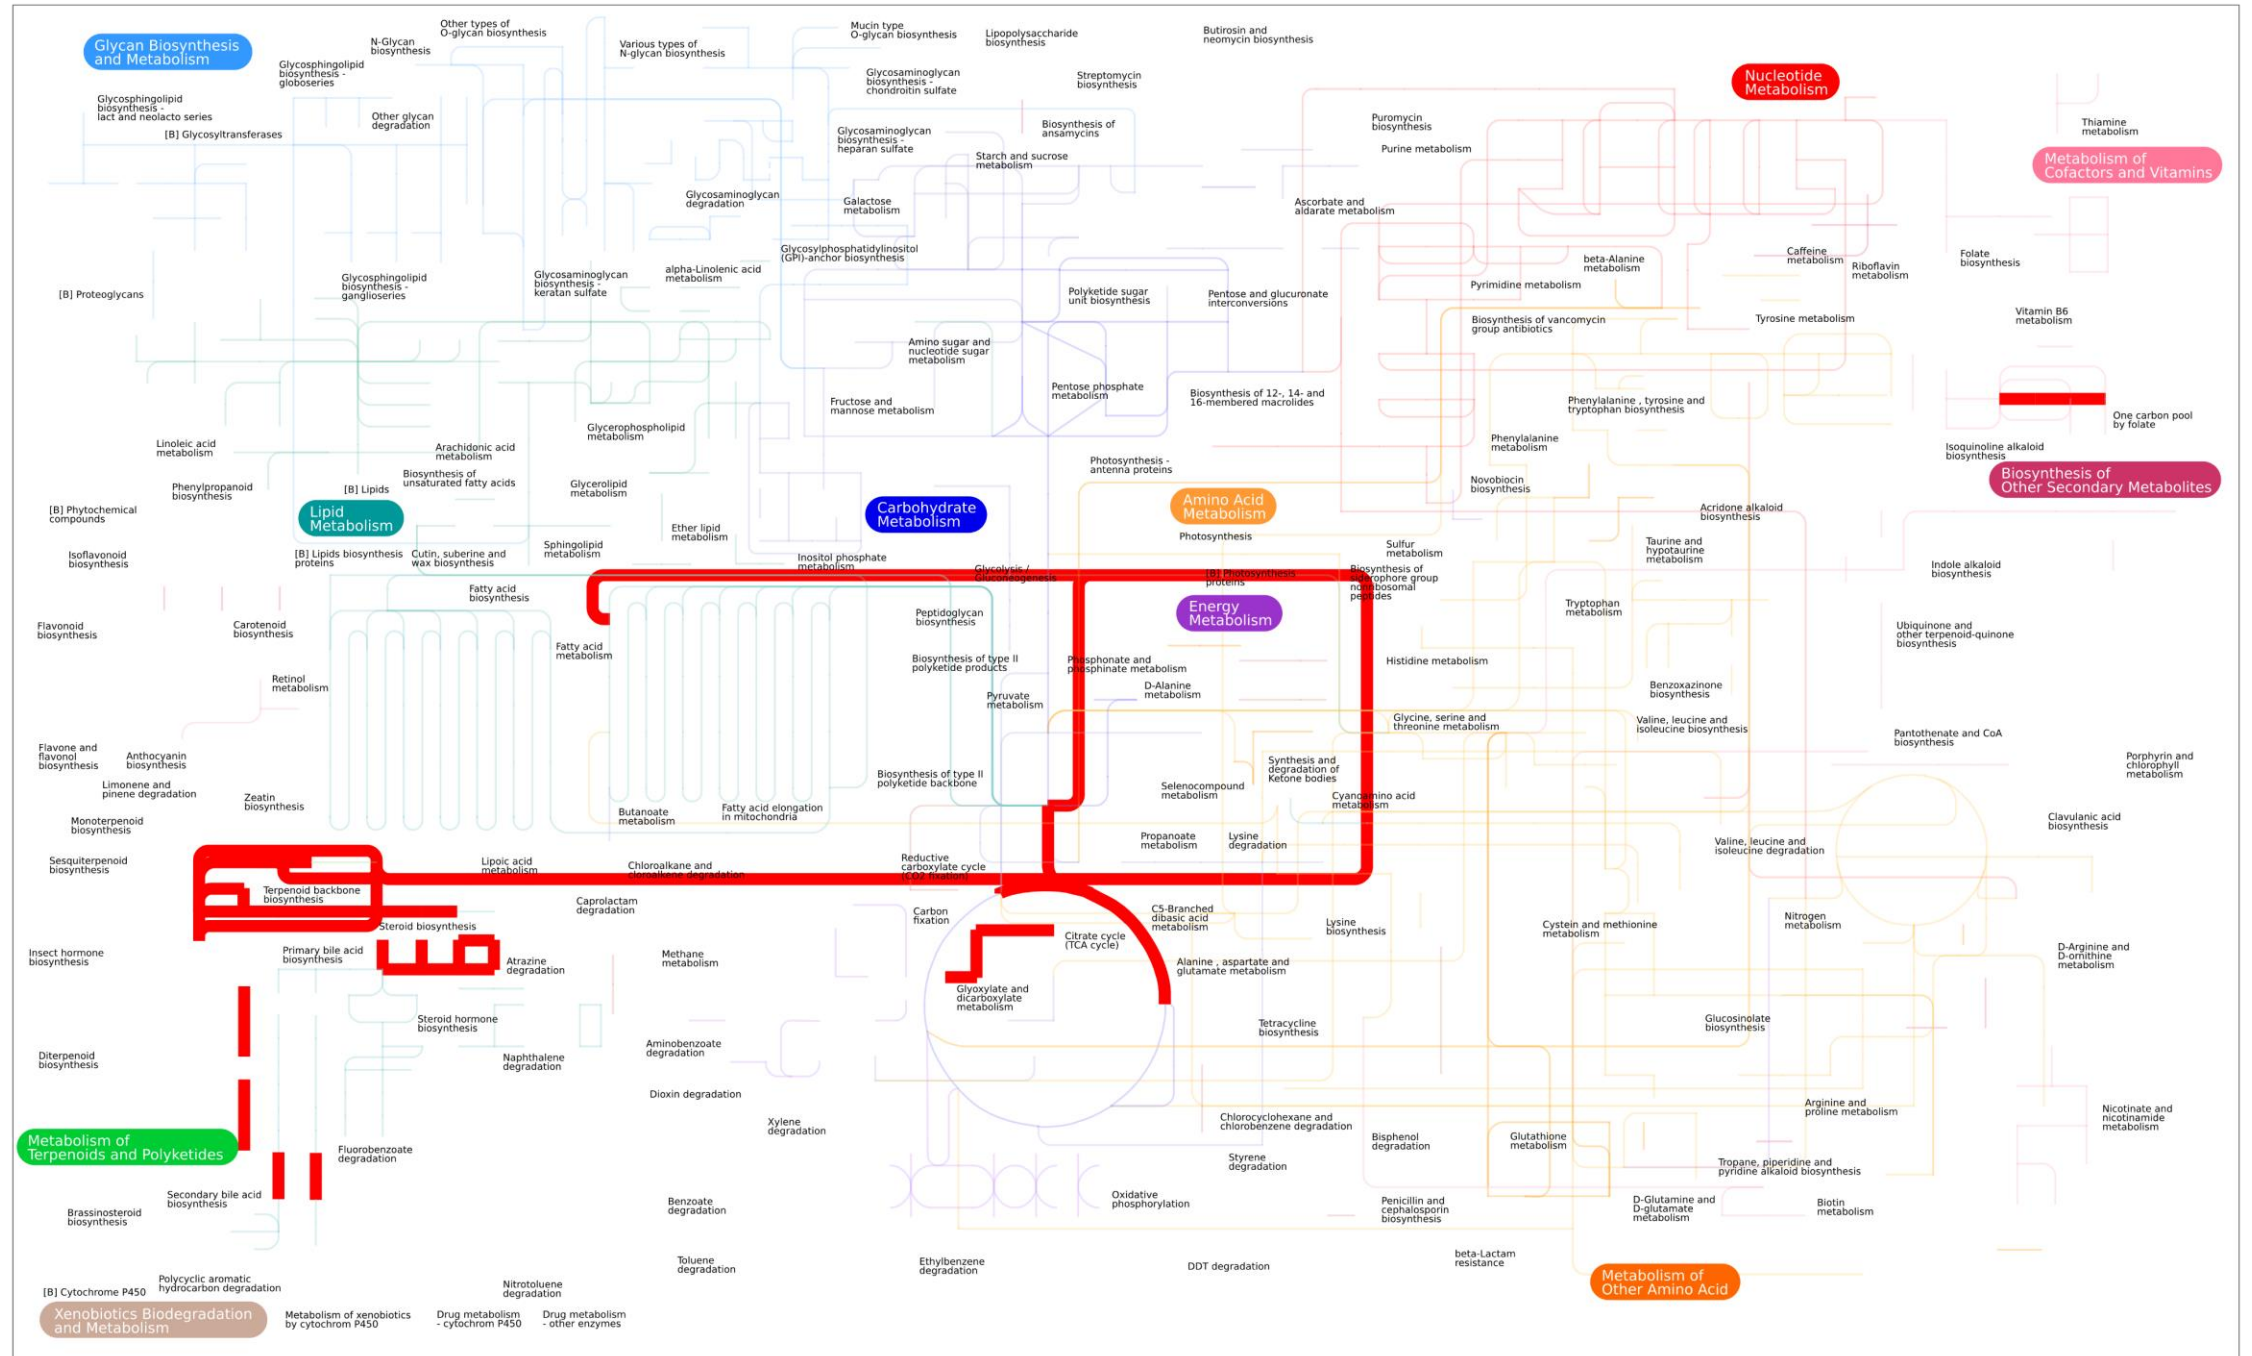 Glycan Biosynthesis
and Metabolism
N-Glycan
biosynthesis
Other types of
O-glycan biosynthesis
Various types of
N-glycan biosynthesis
Mucin type
O-glycan biosynthesis
Lipopolysaccharide
biosynthesis
Butirosin and
neomycin biosynthesis
Glycosphingolipid
biosynthesis -
globoseries
Glycosaminoglycan
biosynthesis -
chondroitin sulfate
Streptomycin
biosynthesis
Nucleotide
Metabolism
Glycosphingolipid
biosynthesis -
lact and neolacto series
Other glycan
degradation
[B] Glycosyltransferases
Glycosaminoglycan
biosynthesis -
heparan sulfate
Biosynthesis of
ansamycins
Puromycin
biosynthesis
Thiamine
metabolism
Starch and sucrose
metabolism
Purine metabolism
Metabolism of
Cofactors and Vitamins
Glycosaminoglycan
degradation
Galactose
metabolism
Ascorbate and
aldarate metabolism
Glycosylphosphatidylinositol
(GPI)-anchor biosynthesis
Caffeine
metabolism
Folate
biosynthesis
[B] Proteoglycans
Glycosphingolipid
biosynthesis -
ganglioseries
Glycosaminoglycan
biosynthesis -
keratan sulfate
alpha-Linolenic acid
metabolism
beta-Alanine
metabolism
Riboflavin
metabolism
Polyketide sugar
unit biosynthesis
Pentose and glucuronate
interconversions
Pyrimidine metabolism
Biosynthesis of vancomycin
group antibiotics
Tyrosine metabolism
Vitamin B6
metabolism
Amino sugar and
nucleotide sugar
metabolism
Fructose and
mannose metabolism
Pentose phosphate
metabolism
Biosynthesis of 12-, 14- and
16-membered macrolides
Phenylalanine , tyrosine and
tryptophan biosynthesis
One carbon pool
by folate
Linoleic acid
metabolism
Arachidonic acid
metabolism
Glycerophospholipid
metabolism
Phenylalanine
metabolism
Isoquinoline alkaloid
biosynthesis
Phenylpropanoid
biosynthesis
[B] Lipids
Biosynthesis of
unsaturated fatty acids
Glycerolipid
metabolism
Photosynthesis -
antenna proteins
Novobiocin
biosynthesis
Biosynthesis of
Other Secondary Metabolites
[B] Phytochemical
compounds
Lipid
Metabolism
Carbohydrate
Metabolism
Amino Acid
Metabolism
Acridone alkaloid
biosynthesis
Isoflavonoid
biosynthesis
[B] Lipids biosynthesis
proteins
Cutin, suberine and
wax biosynthesis
Sphingolipid
metabolism
Ether lipid
metabolism
Inositol phosphate
metabolism
Photosynthesis
Sulfur
metabolism
Taurine and
hypotaurine
metabolism
Indole alkaloid
biosynthesis
Fatty acid
biosynthesis
Glycolysis /
Gluconeogenesis
[B] Photosynthesis
proteins
Biosynthesis of
siderophore group
nonribosomal
peptides
Flavonoid
biosynthesis
Carotenoid
biosynthesis
Peptidoglycan
biosynthesis
Energy
Metabolism
Tryptophan
metabolism
Ubiquinone and
other terpenoid-quinone
biosynthesis
Fatty acid
metabolism
Biosynthesis of type II
polyketide products
Phosphonate and
phosphinate metabolism
Histidine metabolism
Retinol
metabolism
Pyruvate
metabolism
D-Alanine
metabolism
Benzoxazinone
biosynthesis
Glycine, serine and
threonine metabolism
Valine, leucine and
isoleucine biosynthesis
Pantothenate and CoA
biosynthesis
Flavone and
flavonol
biosynthesis
Anthocyanin
biosynthesis
Limonene and
pinene degradation
Zeatin
biosynthesis
Biosynthesis of type II
polyketide backbone
Selenocompound
metabolism
Synthesis and
degradation of
Ketone bodies
Cyanoamino acid
metabolism
Porphyrin and
chlorophyll
metabolism
Monoterpenoid
biosynthesis
Butanoate
metabolism
Fatty acid elongation
in mitochondria
Clavulanic acid
biosynthesis
Propanoate
metabolism
Lysine
degradation
Valine, leucine and
isoleucine degradation
Sesquiterpenoid
biosynthesis
Lipoic acid
metabolism
Chloroalkane and
cloroalkene degradation
Reductive
carboxylate cycle
(CO2 fixation)
Terpenoid backbone
biosynthesis
Caprolactam
degradation
Carbon
fixation
C5-Branched
dibasic acid
metabolism
Lysine
biosynthesis
Cystein and methionine
metabolism
Nitrogen
metabolism
Steroid biosynthesis
Insect hormone
biosynthesis
Primary bile acid
biosynthesis
Atrazine
degradation
Methane
metabolism
Citrate cycle
(TCA cycle)
Alanine , aspartate and
glutamate metabolism
D-Arginine and
D-ornithine
metabolism
Glyoxylate and
dicarboxylate
metabolism
Steroid hormone
biosynthesis
Tetracycline
biosynthesis
Glucosinolate
biosynthesis
Diterpenoid
biosynthesis
Naphthalene
degradation
Aminobenzoate
degradation
Dioxin degradation
Xylene
degradation
Chlorocyclohexane and
chlorobenzene degradation
Arginine and
proline metabolism
Nicotinate and
nicotinamide
metabolism
Metabolism of
Terpenoids and Polyketides
Fluorobenzoate
degradation
Styrene
degradation
Bisphenol
degradation
Glutathione
metabolism
Tropane, piperidine and
pyridine alkaloid biosynthesis
Secondary bile acid
biosynthesis
Brassinosteroid
biosynthesis
Benzoate
degradation
Oxidative
phosphorylation
Penicillin and
cephalosporin
biosynthesis
D-Glutamine and
D-glutamate
metabolism
Biotin
metabolism
Toluene
degradation
Ethylbenzene
degradation
DDT degradation
beta-Lactam
resistance
Metabolism of
Other Amino Acid
[B] Cytochrome P450
Polycyclic aromatic
hydrocarbon degradation
Nitrotoluene
degradation
Xenobiotics Biodegradation
and Metabolism
Metabolism of xenobiotics
by cytochrom P450
Drug metabolism
- cytochrom P450
Drug metabolism
- other enzymes